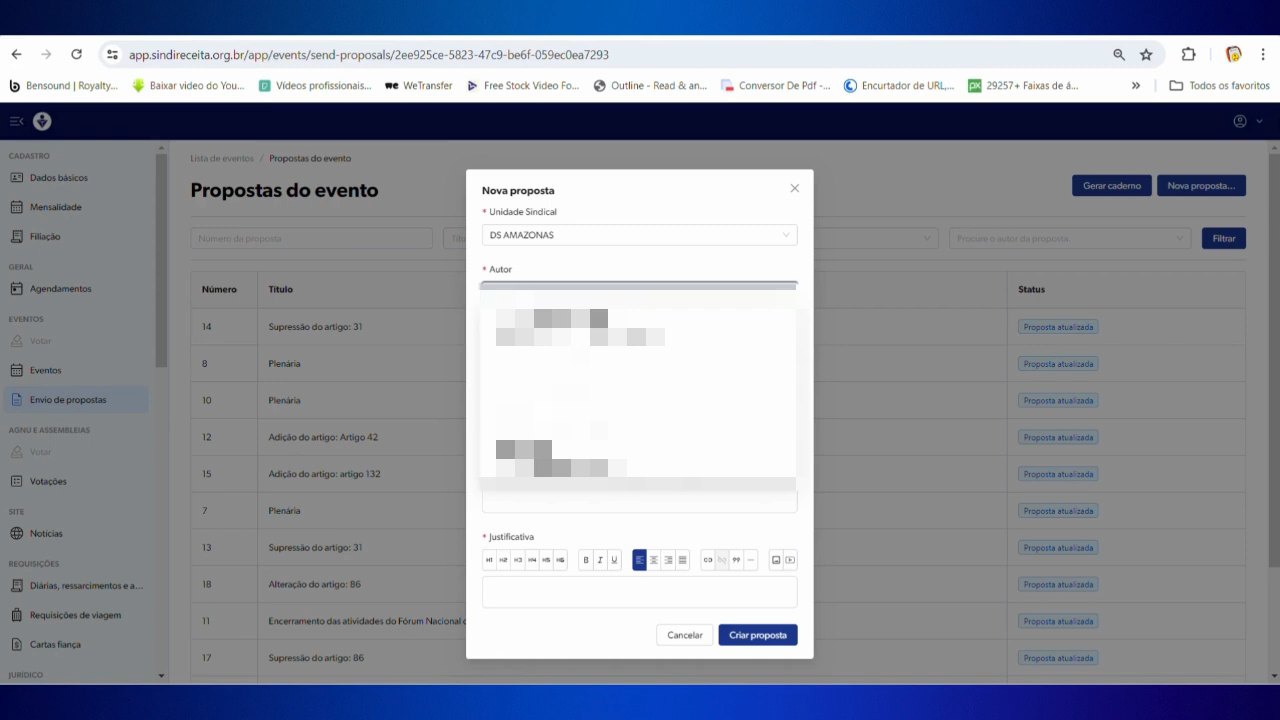 app.sindireceita.org.br/app/events/send-proposals/2ee925ce-5823-47c9-be6f-059ec0ea7293
Bensound | Royalty... Baixar video do You... Vídeos profissionais... WeTransfer Free Stock Video Fo... Outline - Read & an... Conversor De Pdf -... Encurtador de URL,... 29257+ Faixas de á... » Todos os favoritos
CADASTRO
Dados básicos
Mensalidade
Filiação
GERAL
Agendamentos
EVENTOS
Votar
Eventos
Envio de propostas
AGNU E ASSEMBLEIAS
Votar
Votações
SITE
Notícias
REQUISIÇÕES
Diárias, ressarcimentos e a...
Requisições de viagem
Cartas fiança
JURÍDICO
Lista de eventos / Propostas do evento
Propostas do evento
Gerar caderno Nova proposta...
Número da proposta
Procure o autor da proposta
Filtrar
Número Título Status
14 Supressão do artigo: 31 Proposta atualizada
8 Plenária Proposta atualizada
10 Plenária Proposta atualizada
12 Adição do artigo: Artigo 42 Proposta atualizada
15 Adição do artigo: artigo 132 Proposta atualizada
7 Plenária Proposta atualizada
13 Supressão do artigo: 31 Proposta atualizada
18 Alteração do artigo: 86 Proposta atualizada
11 Encerramento das atividades do Fórum Nacional Proposta atualizada
17 Supressão do artigo: 86 Proposta atualizada
Nova proposta
* Unidade Sindical
DS AMAZONAS
* Autor
* Justificativa
H1 H2 H3 H4 H5 H6 B I U
Cancelar Criar proposta